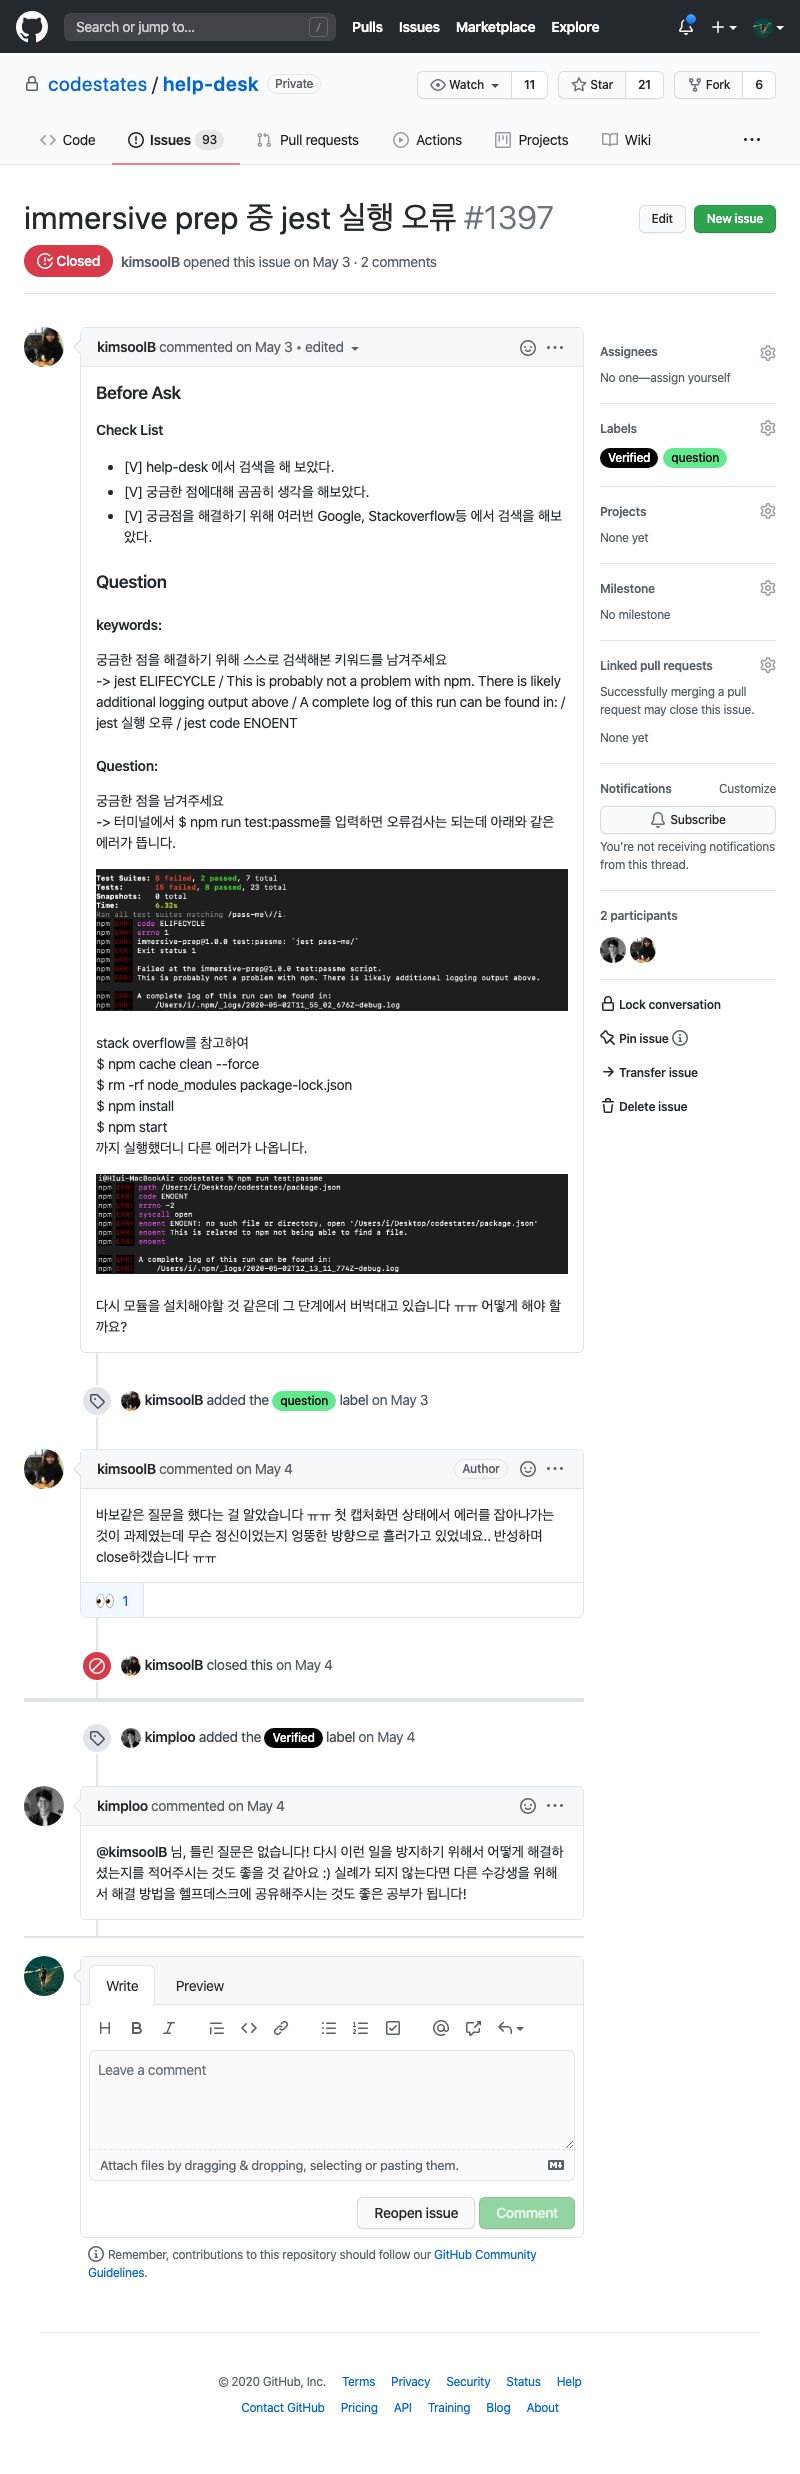 Search or jump to... /
Pulls Issues Marketplace Explore
codestates / help-desk Private
Watch 11 Star 21 Fork 6
Code Issues 93 Pull requests Actions Projects Wiki
immersive prep 중 jest 실행 오류 #1397
Edit New issue
Closed kimsoolB opened this issue on May 3 · 2 comments
kimsoolB commented on May 3 • edited
Before Ask
Check List
• [V] help-desk 에서 검색을 해 보았다.
• [V] 궁금한 점에대해 곰곰히 생각을 해보았다.
• [V] 궁금점을 해결하기 위해 여러번 Google, Stackoverflow등 에서 검색을 해보
았다.
Question
keywords:
궁금한 점을 해결하기 위해 스스로 검색해본 키워드를 남겨주세요
-> jest ELIFECYCLE / This is probably not a problem with npm. There is likely
additional logging output above / A complete log of this run can be found in: /
jest 실행 오류 / jest code ENOENT
Question:
궁금한 점을 남겨주세요
-> 터미널에서 $ npm run test:passme를 입력하면 오류검사는 되는데 아래와 같은
에러가 뜹니다.
Test Suites: 5 failed, 2 passed, 7 total
Tests: 15 failed, 8 passed, 23 total
Snapshots: 0 total
Time: 6.32s
Ran all test suites matching /pass-me\//i.
npm ERR! code ELIFECYCLE
npm ERR! errno 1
npm ERR! immersive-prep@1.0.0 test:passme: `jest pass-me/`
npm ERR! Exit status 1
npm ERR!
npm ERR! Failed at the immersive-prep@1.0.0 test:passme script.
npm ERR! This is probably not a problem with npm. There is likely additional logging output above.
npm ERR! A complete log of this run can be found in:
npm ERR! /Users/i/.npm/_logs/2020-05-02T11_55_02_676Z-debug.log
stack overflow를 참고하여
$ npm cache clean --force
$ rm -rf node_modules package-lock.json
$ npm install
$ npm start
까지 실행했더니 다른 에러가 나옵니다.
i@HIui-MacBookAir codestates % npm run test:passme
npm ERR! path /Users/i/Desktop/codestates/package.json
npm ERR! code ENOENT
npm ERR! errno -2
npm ERR! syscall open
npm ERR! enoent ENOENT: no such file or directory, open '/Users/i/Desktop/codestates/package.json'
npm ERR! enoent This is related to npm not being able to find a file.
npm ERR! enoent
npm ERR! A complete log of this run can be found in:
npm ERR! /Users/i/.npm/_logs/2020-05-02T12_13_11_774Z-debug.log
다시 모듈을 설치해야할 것 같은데 그 단계에서 버벅대고 있습니다 ㅠㅠ 어떻게 해야 할
까요?
kimsoolB added the question label on May 3
kimsoolB commented on May 4 Author
바보같은 질문을 했다는 걸 알았습니다 ㅠㅠ 첫 캡쳐화면 상태에서 에러를 잡아나가는
것이 과제였는데 무슨 정신이었는지 엉뚱한 방향으로 흘러가고 있었네요.. 반성하며
close하겠습니다 ㅠㅠ
👀 1
kimsoolB closed this on May 4
kimploo added the Verified label on May 4
kimploo commented on May 4
@kimsoolB 님, 틀린 질문은 없습니다! 다시 이런 일을 방지하기 위해서 어떻게 해결하
셨는지를 적어주시는 것도 좋을 것 같아요 :) 실례가 되지 않는다면 다른 수강생을 위해
서 해결 방법을 헬프데스크에 공유해주시는 것도 좋은 공부가 됩니다!
Write Preview
Leave a comment
Attach files by dragging & dropping, selecting or pasting them.
Reopen issue Comment
Remember, contributions to this repository should follow our GitHub Community
Guidelines.
Assignees
No one—assign yourself
Labels
Verified question
Projects
None yet
Milestone
No milestone
Linked pull requests
Successfully merging a pull
request may close this issue.
None yet
Notifications Customize
Subscribe
You're not receiving notifications
from this thread.
2 participants
Lock conversation
Pin issue
Transfer issue
Delete issue
© 2020 GitHub, Inc. Terms Privacy Security Status Help
Contact GitHub Pricing API Training Blog About